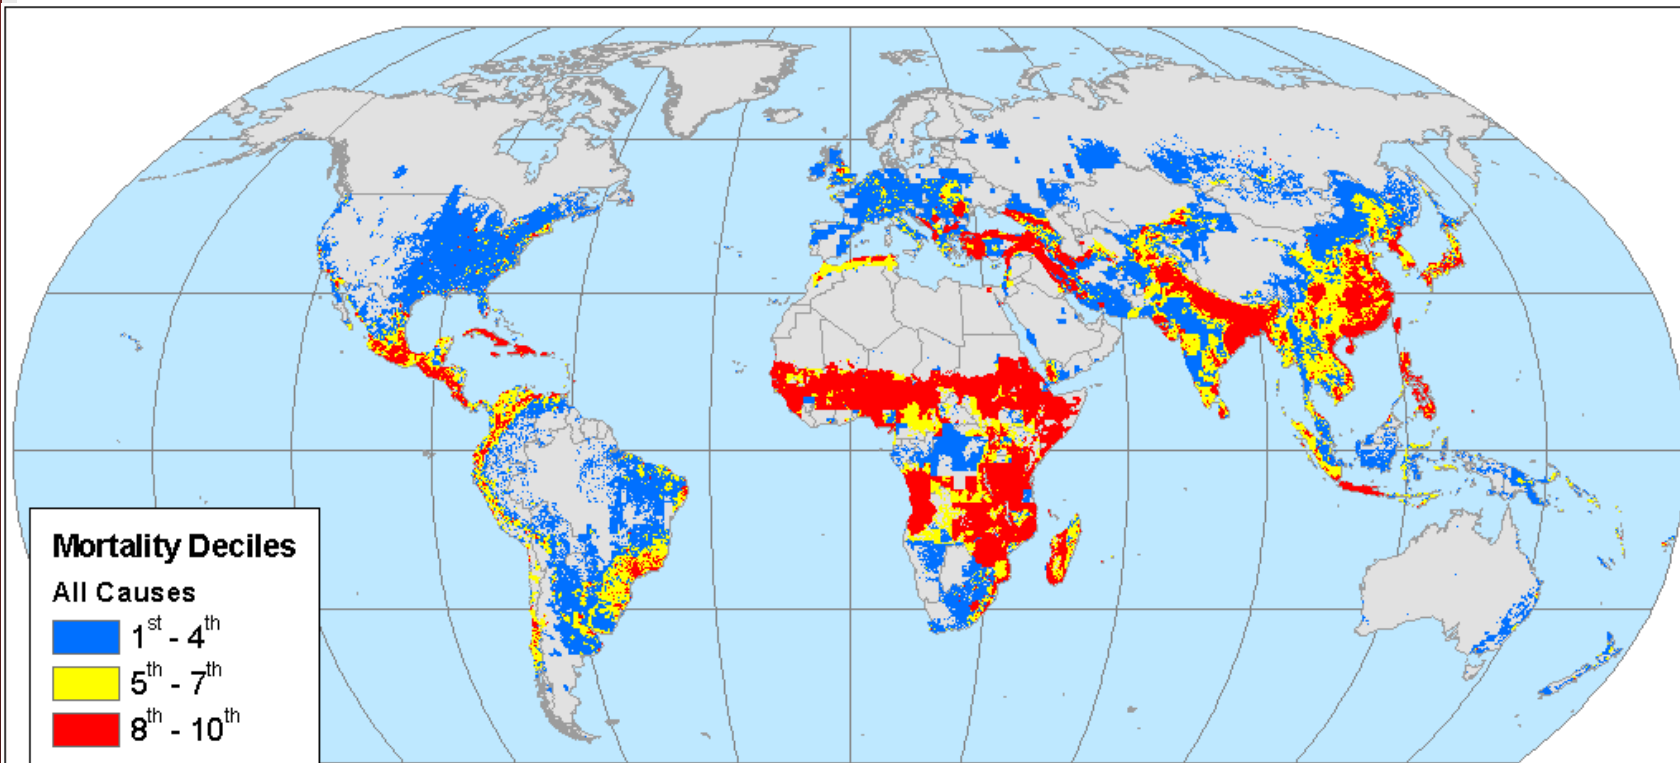 Mortality Deciles
All Causes
1st - 4th
5th - 7th
8th - 10th